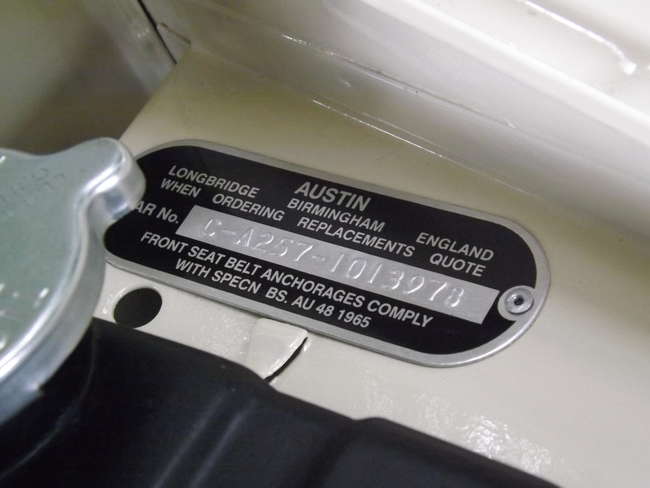 AUSTIN
LONGBRIDGE BIRMINGHAM ENGLAND
WHEN ORDERING REPLACEMENTS QUOTE
AR No. C-A257-1013978
FRONT SEAT BELT ANCHORAGES COMPLY
WITH SPECN BS. AU 48 1965